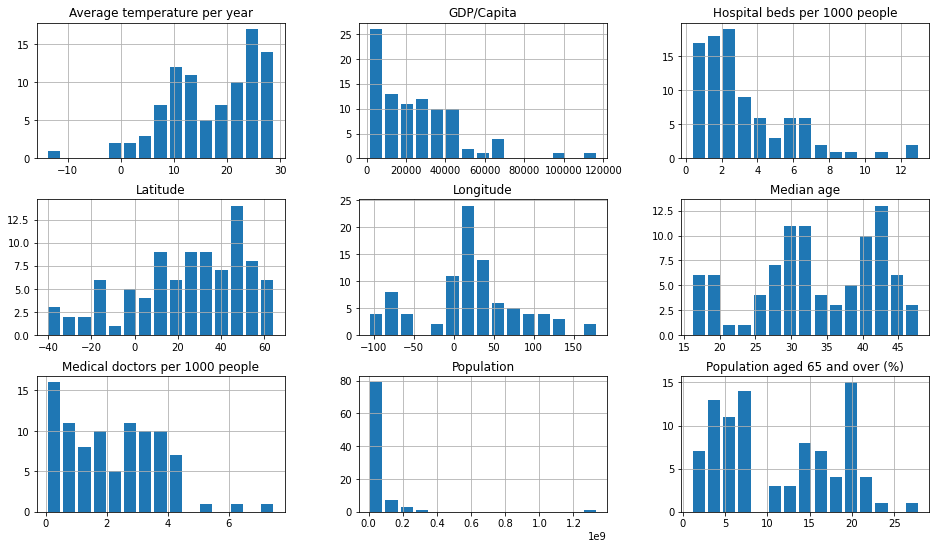 Average temperature per year
GDP/Capita
Hospital beds per 1000 people
15
10
5
0
−10 0 10 20 30
25
20
15
10
5
0
0 20000 40000 60000 80000 100000 120000
15
10
5
0
0 2 4 6 8 10 12
Latitude
Longitude
Median age
12.5
10.0
7.5
5.0
2.5
0.0
−40 −20 0 20 40 60
25
20
15
10
5
0
−100 −50 0 50 100 150
12.5
10.0
7.5
5.0
2.5
0.0
15 20 25 30 35 40 45
Medical doctors per 1000 people
Population
Population aged 65 and over (%)
15
10
5
0
0 2 4 6
80
60
40
20
0
0.0 0.2 0.4 0.6 0.8 1.0 1.2
1e9
15
10
5
0
0 5 10 15 20 25